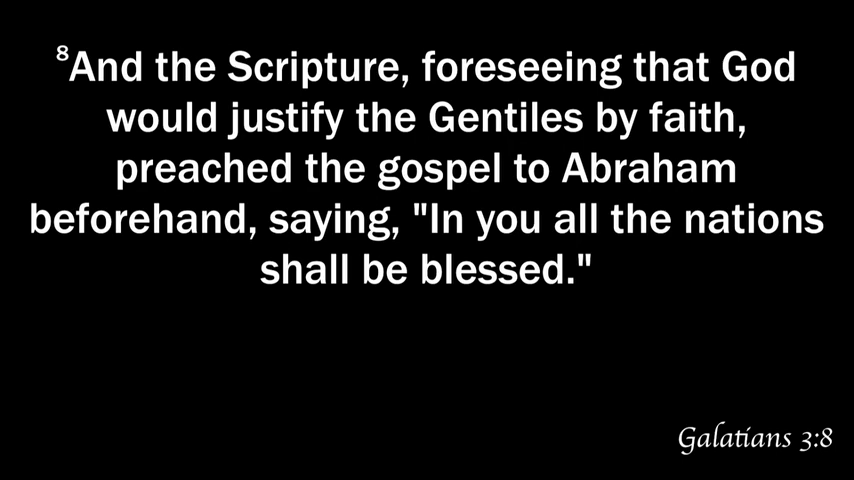 ⁸And the Scripture, foreseeing that God
would justify the Gentiles by faith,
preached the gospel to Abraham
beforehand, saying, "In you all the nations
shall be blessed."
Galatians 3:8